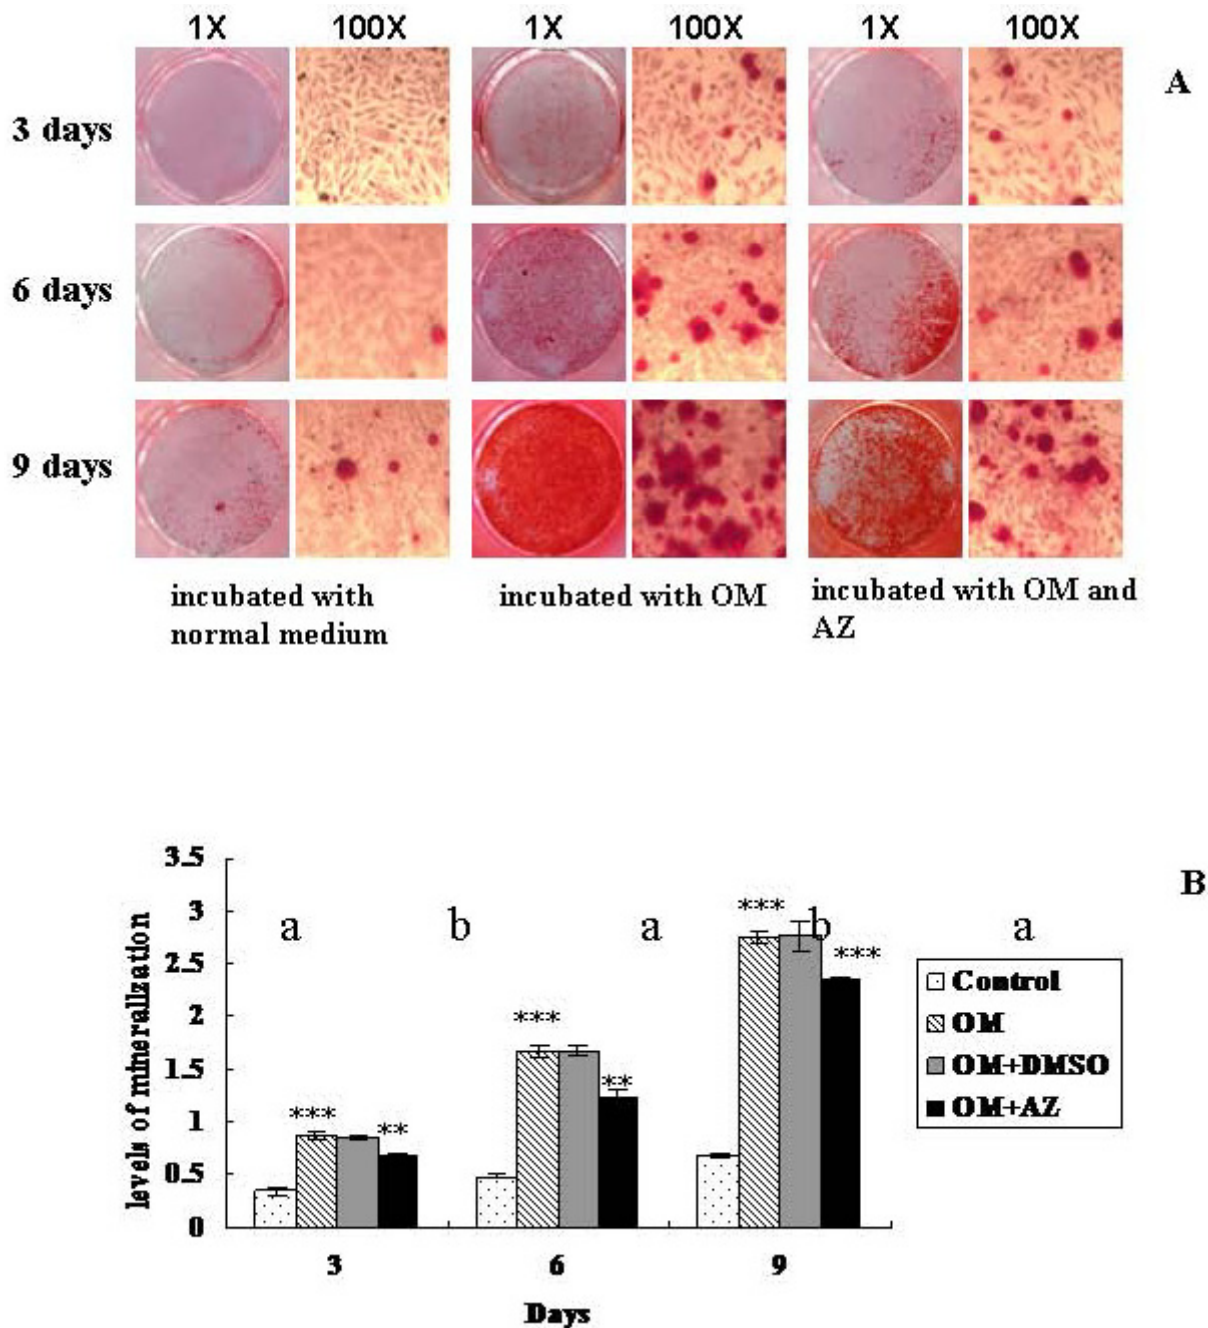 1X 100X 1X 100X 1X 100X
A
3 days
6 days
9 days
incubated with
normal medium
incubated with OM
incubated with OM and
AZ
B
levels of mineralization
3.5
3
2.5
2
1.5
1
0.5
0
a b a b a
*** **
*** **
*** ***
Control
OM
OM+DMSO
OM+AZ
3 6 9
Days